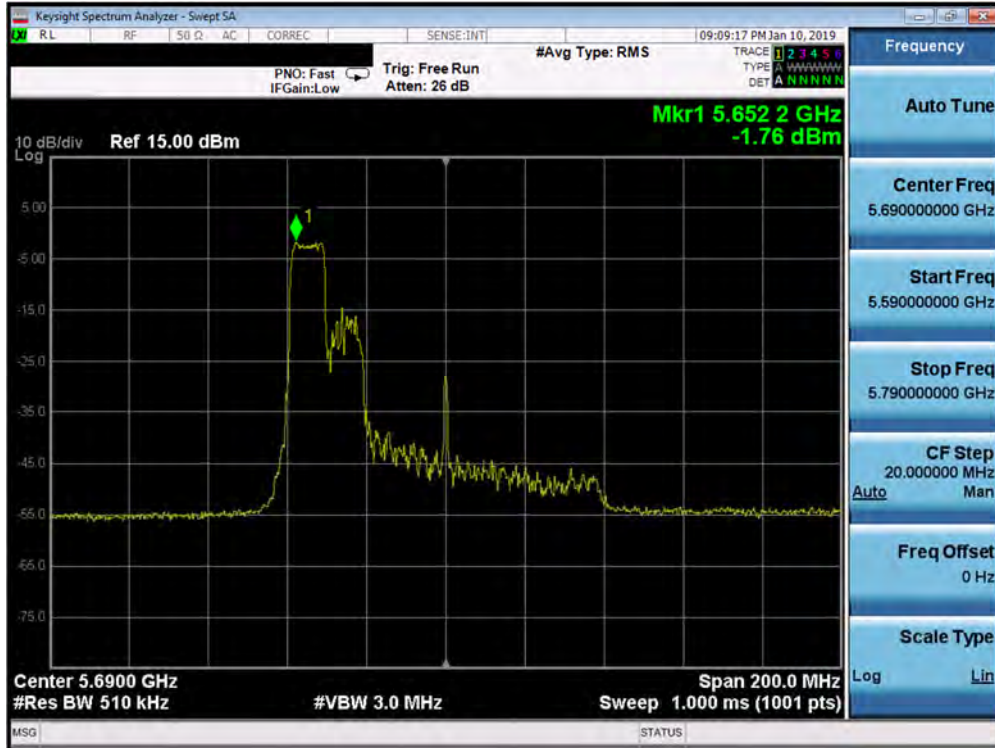 Keysight Spectrum Analyzer - Swept SA
LXI RL RF 50 Ω AC CORREC SENSE:INT 09:09:17 PM Jan 10, 2019
#Avg Type: RMS
TRACE 1 2 3 4 5 6
TYPE A WWWWW
DET A N N N N N
PNO: Fast
IFGain:Low
Trig: Free Run
Atten: 26 dB
Mkr1 5.652 2 GHz
-1.76 dBm
10 dB/div Ref 15.00 dBm
Log
1
5.00
-5.00
-15.0
-25.0
-35.0
-45.0
-55.0
-65.0
-75.0
Center 5.6900 GHz
Span 200.0 MHz
#Res BW 510 kHz
#VBW 3.0 MHz
Sweep 1.000 ms (1001 pts)
MSG
STATUS
Frequency
Auto Tune
Center Freq
5.690000000 GHz
Start Freq
5.590000000 GHz
Stop Freq
5.790000000 GHz
CF Step
20.000000 MHz
Auto Man
Freq Offset
0 Hz
Scale Type
Log Lin